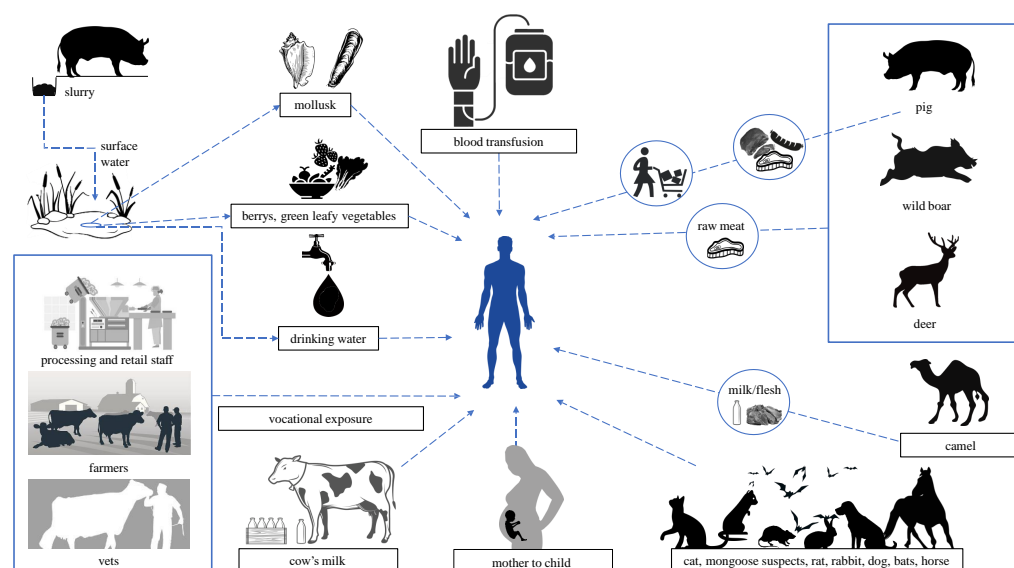 slurry
surface
water
mollusk
blood transfusion
pig
berrys, green leafy vegetables
wild boar
raw meat
drinking water
deer
processing and retail staff
milk/flesh
vocational exposure
camel
farmers
vets
cow's milk
mother to child
cat, mongoose suspects, rat, rabbit, dog, bats, horse